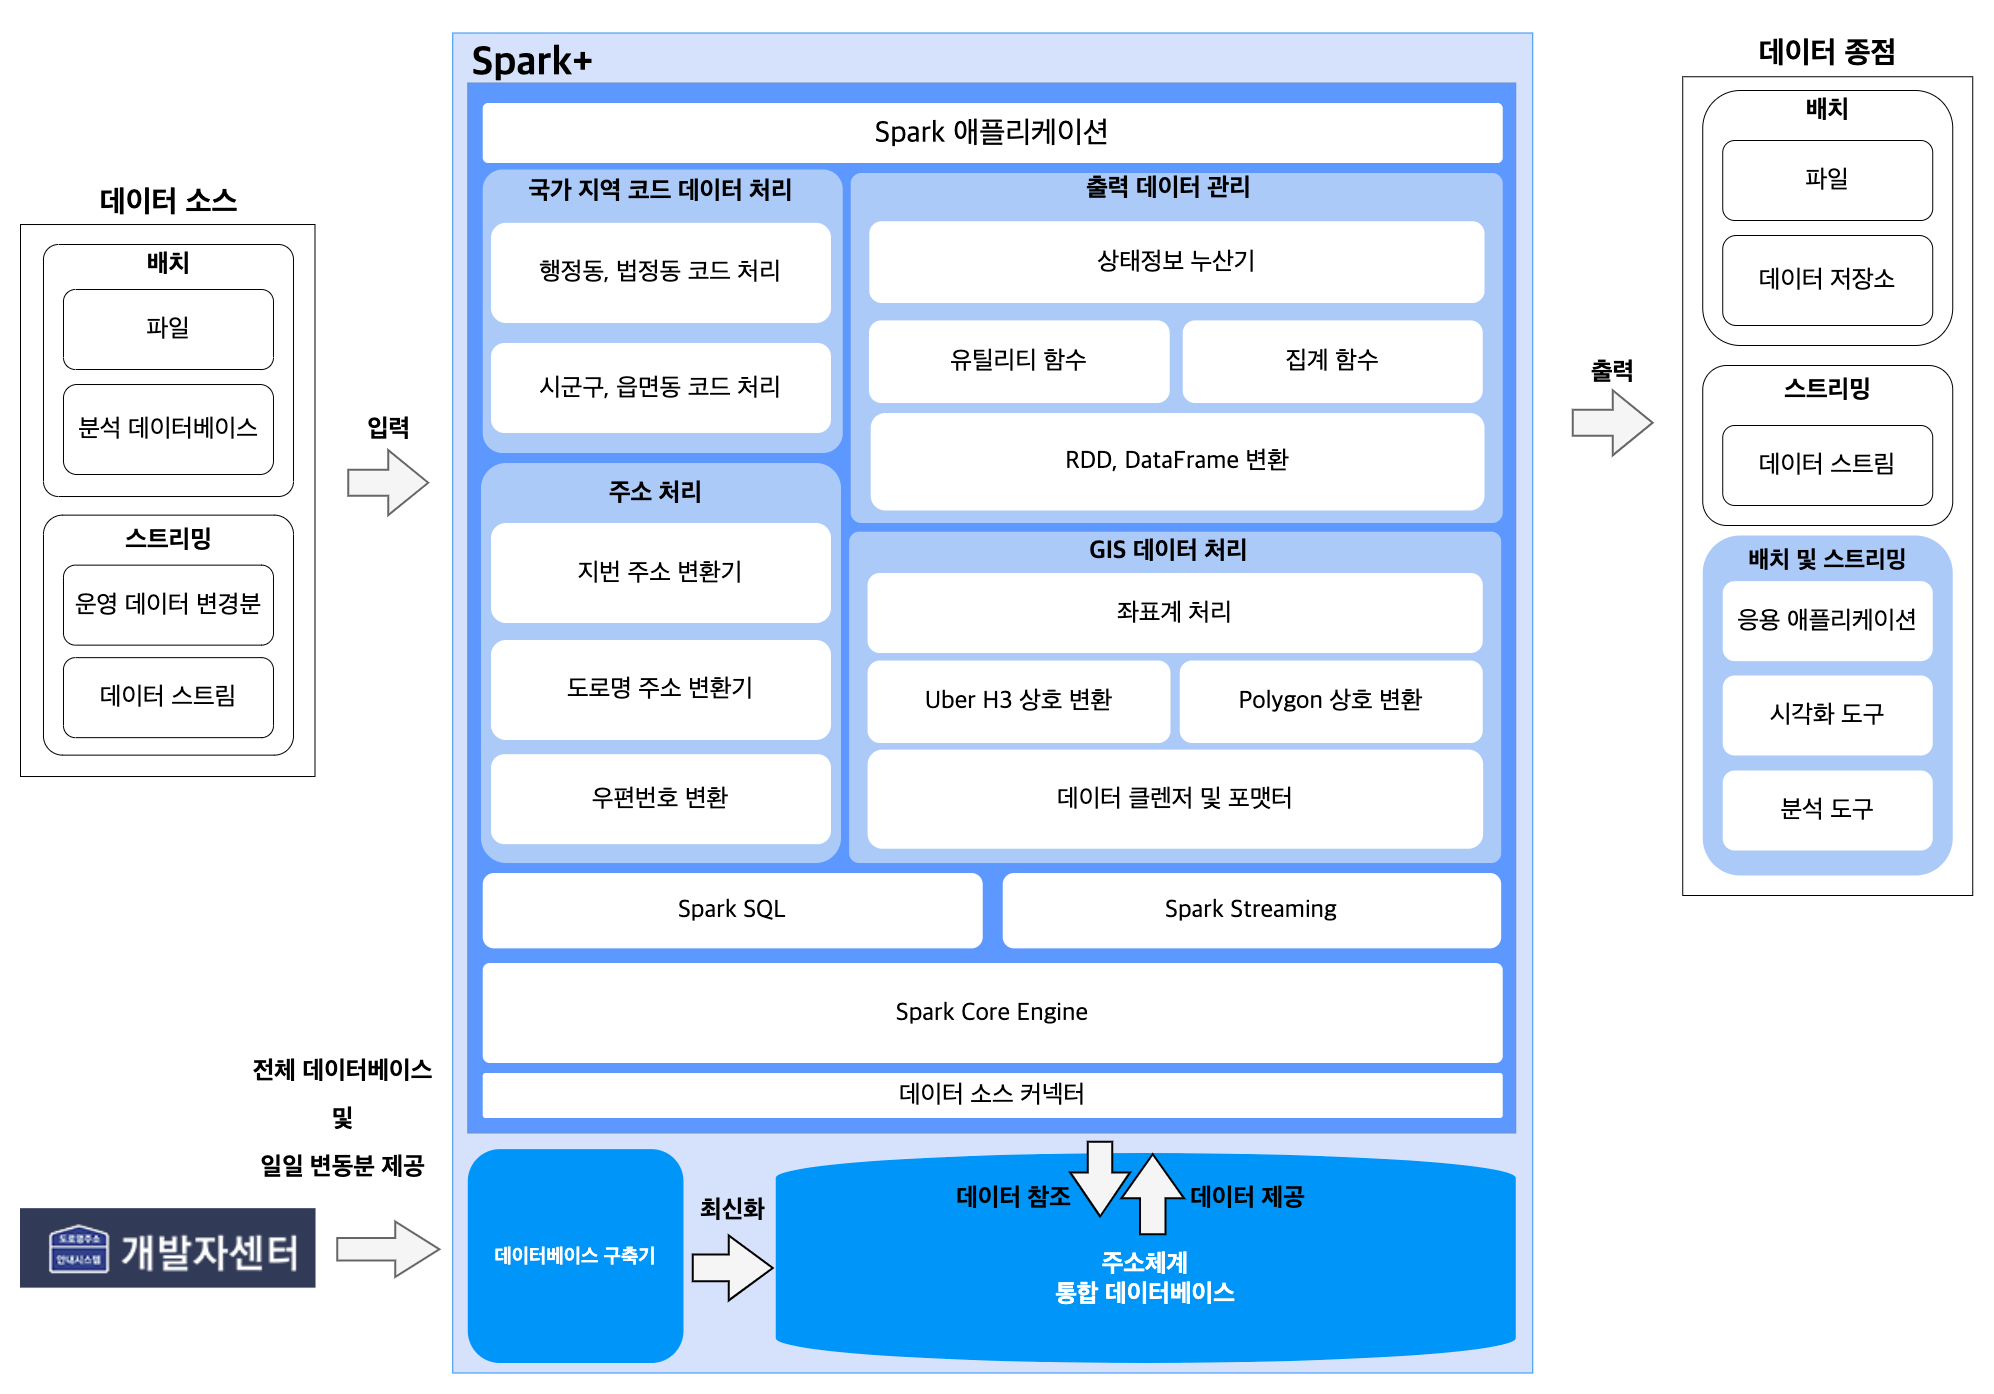 데이터 소스
배치
파일
분석 데이터베이스
스트리밍
운영 데이터 변경분
데이터 스트림
입력
전체 데이터베이스
및
일일 변동분 제공
도로명주소
안내시스템
개발자센터
Spark+
Spark 애플리케이션
국가 지역 코드 데이터 처리
행정동, 법정동 코드 처리
시군구, 읍면동 코드 처리
주소 처리
지번 주소 변환기
도로명 주소 변환기
우편번호 변환
출력 데이터 관리
상태정보 누산기
유틸리티 함수
집계 함수
RDD, DataFrame 변환
GIS 데이터 처리
좌표계 처리
Uber H3 상호 변환
Polygon 상호 변환
데이터 클렌저 및 포맷터
Spark SQL
Spark Streaming
Spark Core Engine
데이터 소스 커넥터
데이터베이스 구축기
최신화
데이터 참조
데이터 제공
주소체계
통합 데이터베이스
출력
데이터 종점
배치
파일
데이터 저장소
스트리밍
데이터 스트림
배치 및 스트리밍
응용 애플리케이션
시각화 도구
분석 도구